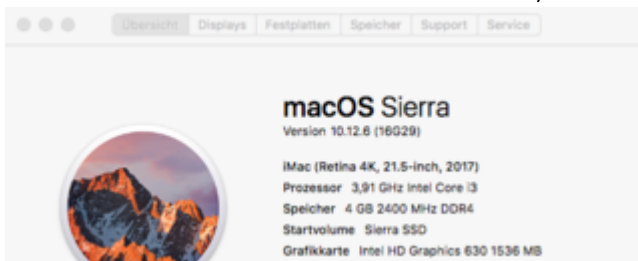 Übersicht Displays Festplatten Speicher Support Service
macOS Sierra
Version 10.12.6 (16G29)
iMac (Retina 4K, 21.5-inch, 2017)
Prozessor 3,91 GHz Intel Core i3
Speicher 4 GB 2400 MHz DDR4
Startvolume Sierra SSD
Grafikkarte Intel HD Graphics 630 1536 MB